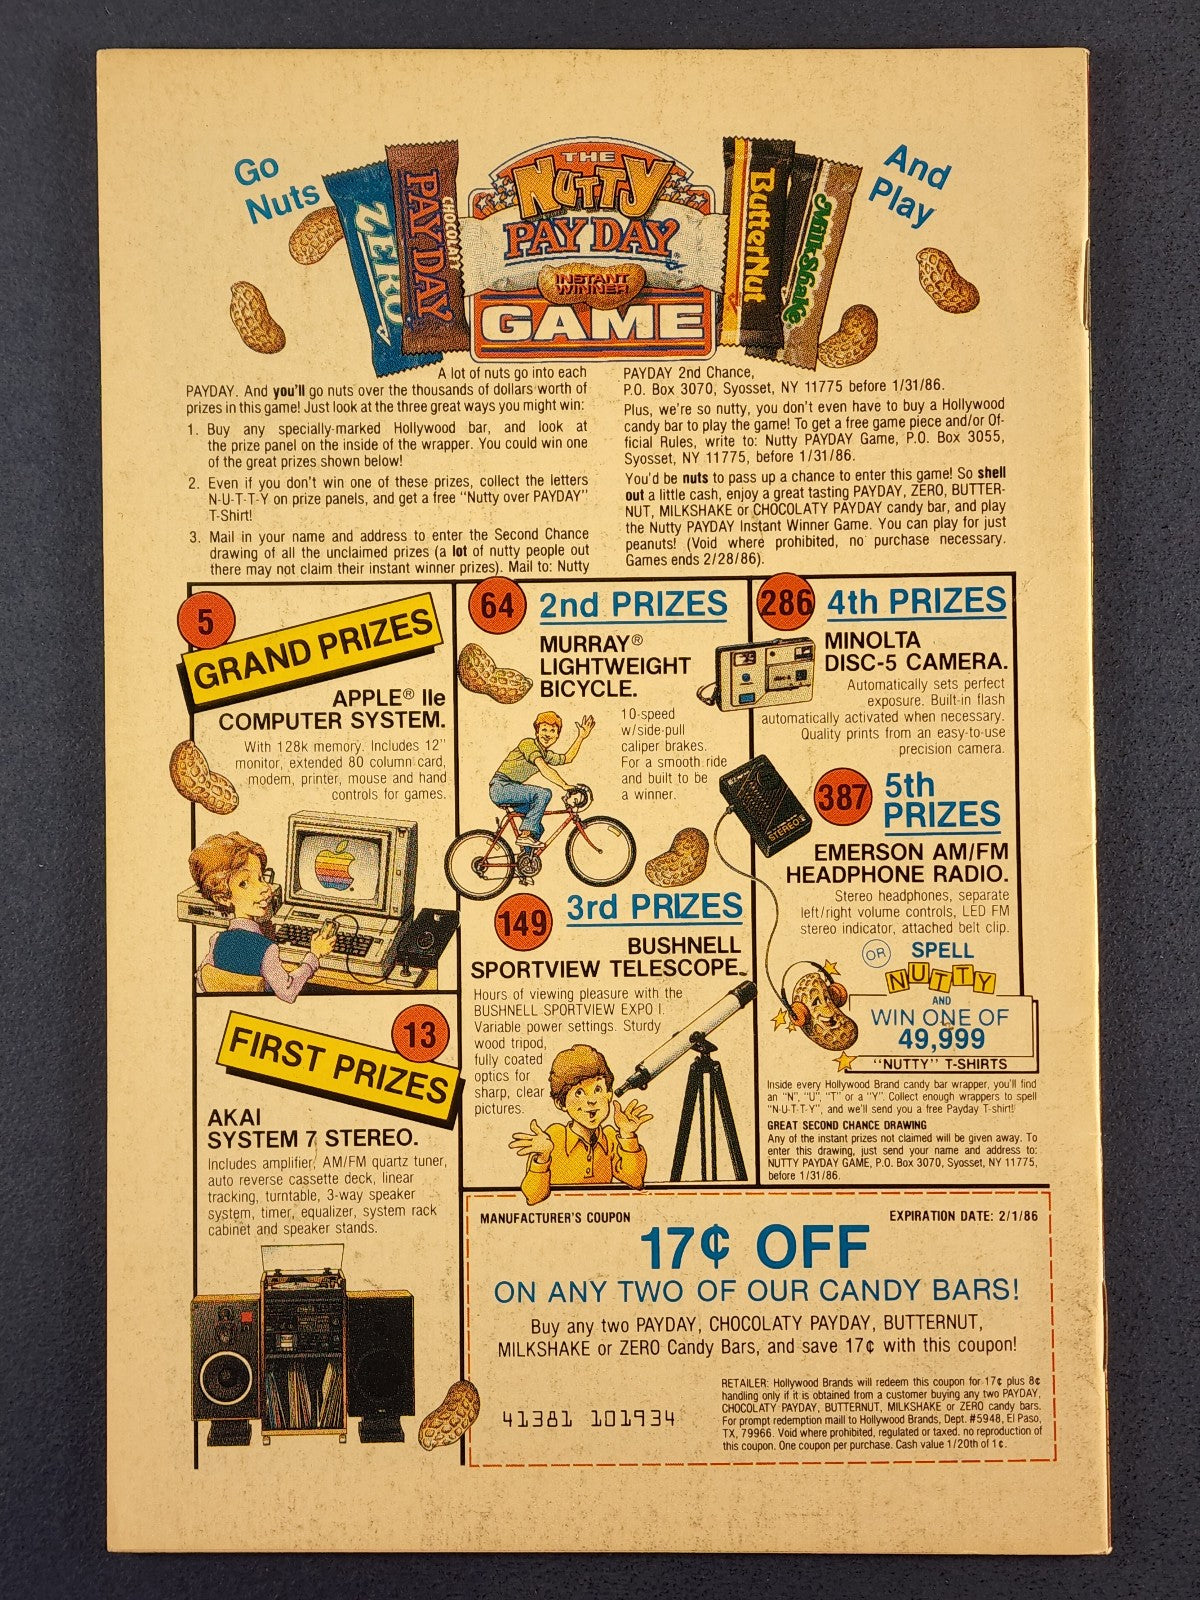 Go
Nuts
ZERO
CHOCOLATY
PAYDAY
THE
NUTTY
PAY DAY®
INSTANT
WINNER
GAME
ButterNut
MilkShake
And
Play
A lot of nuts go into each
PAYDAY. And you'll go nuts over the thousands of dollars worth of
prizes in this game! Just look at the three great ways you might win:
1. Buy any specially-marked Hollywood bar, and look at
the prize panel on the inside of the wrapper. You could win one
of the great prizes shown below!
2. Even if you don't win one of these prizes, collect the letters
N-U-T-T-Y on prize panels, and get a free "Nutty over PAYDAY"
T-Shirt!
3. Mail in your name and address to enter the Second Chance
drawing of all the unclaimed prizes (a lot of nutty people out
there may not claim their instant winner prizes). Mail to: Nutty
PAYDAY 2nd Chance,
P.O. Box 3070, Syosset, NY 11775 before 1/31/86.
Plus, we're so nutty, you don't even have to buy a Hollywood
candy bar to play the game! To get a free game piece and/or Of-
ficial Rules, write to: Nutty PAYDAY Game, P.O. Box 3055,
Syosset, NY 11775, before 1/31/86.
You'd be nuts to pass up a chance to enter this game! So shell
out a little cash, enjoy a great tasting PAYDAY, ZERO, BUTTER-
NUT, MILKSHAKE or CHOCOLATY PAYDAY candy bar, and play
the Nutty PAYDAY Instant Winner Game. You can play for just
peanuts! (Void where prohibited, no purchase necessary.
Games ends 2/28/86).
5
GRAND PRIZES
APPLE® IIe
COMPUTER SYSTEM.
With 128k memory. Includes 12"
monitor, extended 80 column card,
modem, printer, mouse and hand
controls for games.
13
FIRST PRIZES
AKAI
SYSTEM 7 STEREO.
Includes amplifier, AM/FM quartz tuner,
auto reverse cassette deck, linear
tracking, turntable, 3-way speaker
system, timer, equalizer, system rack
cabinet and speaker stands.
64 2nd PRIZES
MURRAY®
LIGHTWEIGHT
BICYCLE.
10-speed
w/side-pull
caliper brakes.
For a smooth ride
and built to be
a winner.
149 3rd PRIZES
BUSHNELL
SPORTVIEW TELESCOPE.
Hours of viewing pleasure with the
BUSHNELL SPORTVIEW EXPO I.
Variable power settings. Sturdy
wood tripod,
fully coated
optics for
sharp, clear
pictures.
286 4th PRIZES
MINOLTA
DISC-5 CAMERA.
Automatically sets perfect
exposure. Built-in flash
automatically activated when necessary.
Quality prints from an easy-to-use
precision camera.
STEREO
387 5th
PRIZES
EMERSON AM/FM
HEADPHONE RADIO.
Stereo headphones, separate
left/right volume controls, LED FM
stereo indicator, attached belt clip.
OR SPELL
NUTTY
AND
WIN ONE OF
49,999
"NUTTY" T-SHIRTS
Inside every Hollywood Brand candy bar wrapper, you'll find
an "N", "U", "T" or a "Y". Collect enough wrappers to spell
"N-U-T-T-Y", and we'll send you a free Payday T-shirt!
GREAT SECOND CHANCE DRAWING
Any of the instant prizes not claimed will be given away. To
enter this drawing, just send your name and address to:
NUTTY PAYDAY GAME, P.O. Box 3070, Syosset, NY 11775,
before 1/31/86.
MANUFACTURER'S COUPON EXPIRATION DATE: 2/1/86
17¢ OFF
ON ANY TWO OF OUR CANDY BARS!
Buy any two PAYDAY, CHOCOLATY PAYDAY, BUTTERNUT,
MILKSHAKE or ZERO Candy Bars, and save 17¢ with this coupon!
41381 101934
RETAILER: Hollywood Brands will redeem this coupon for 17¢ plus 8¢
handling only if it is obtained from a customer buying any two PAYDAY,
CHOCOLATY PAYDAY, BUTTERNUT, MILKSHAKE or ZERO candy bars.
For prompt redemption maill to Hollywood Brands, Dept. #5948, El Paso,
TX, 79966. Void where prohibited, regulated or taxed. no reproduction of
this coupon. One coupon per purchase. Cash value 1/20th of 1¢.